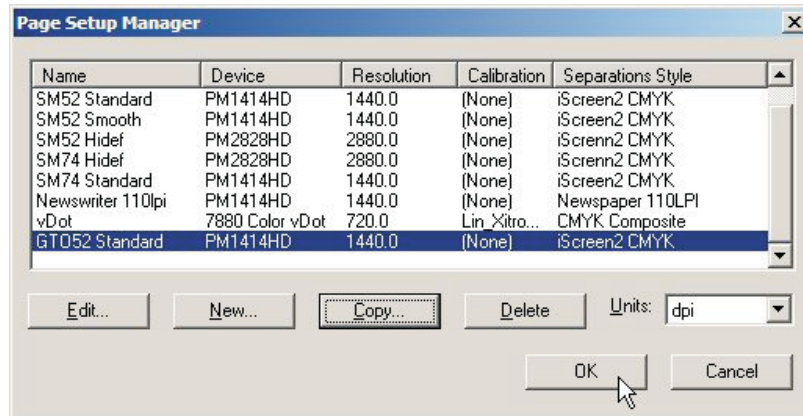 Page Setup Manager
Name Device Resolution Calibration Separations Style
SM52 Standard PM1414HD 1440.0 (None) iScreen2 CMYK
SM52 Smooth PM1414HD 1440.0 (None) iScreen2 CMYK
SM52 Hidef PM2828HD 2880.0 (None) iScrenn2 CMYK
SM74 Hidef PM2828HD 2880.0 (None) iScrenn2 CMYK
SM74 Standard PM1414HD 1440.0 (None) iScreen2 CMYK
Newswriter 110lpi PM1414HD 1440.0 (None) Newspaper 110LPI
vDot 7880 Color vDot 720.0 Lin_Xitro... CMYK Composite
GTO52 Standard PM1414HD 1440.0 (None) iScreen2 CMYK
Edit... New... Copy... Delete Units: dpi
OK Cancel